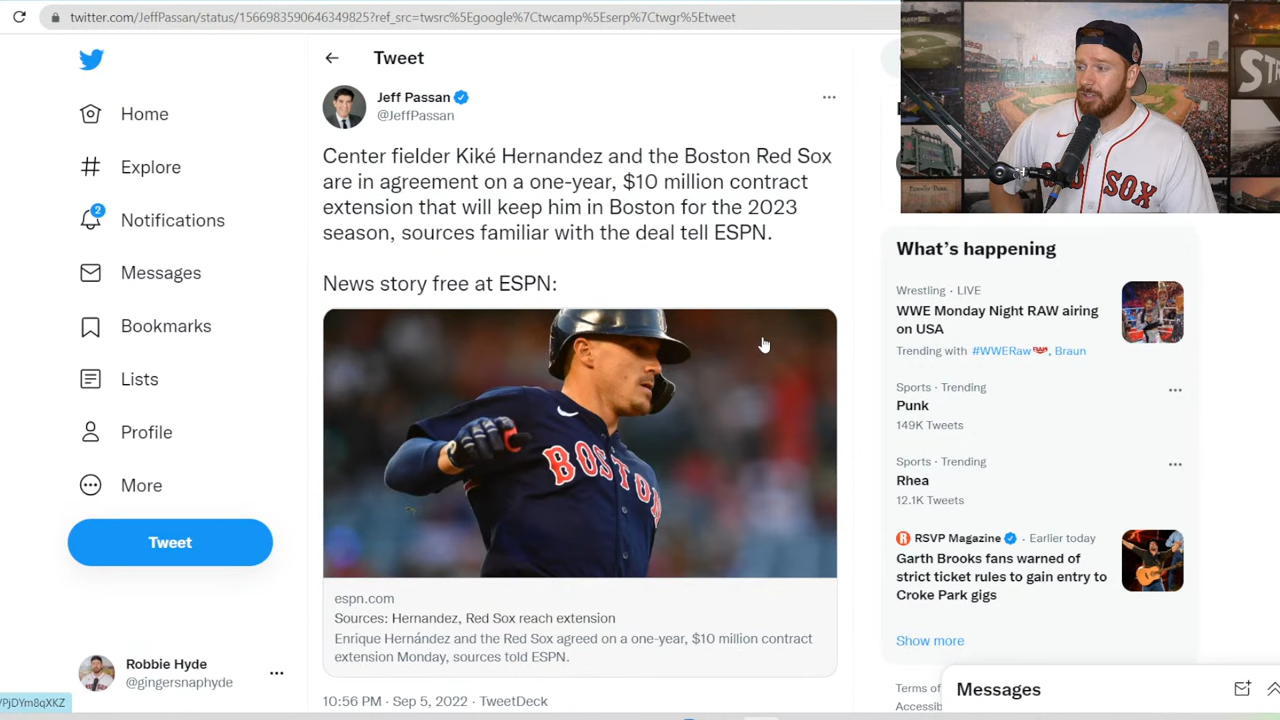 twitter.com/JeffPassan/status/1566983590646349825?ref_src=twsrc%5Egoogle%7Ctwcamp%5Eserp%7Ctwgr%5Etweet
Home
Explore
2
Notifications
Messages
Bookmarks
Lists
Profile
More
Tweet
Robbie Hyde
@gingersnaphyde
Tweet
Jeff Passan
@JeffPassan
Center fielder Kiké Hernandez and the Boston Red Sox
are in agreement on a one-year, $10 million contract
extension that will keep him in Boston for the 2023
season, sources familiar with the deal tell ESPN.
News story free at ESPN:
BOSTON
espn.com
Sources: Hernandez, Red Sox reach extension
Enrique Hernández and the Red Sox agreed on a one-year, $10 million contract
extension Monday, sources told ESPN.
10:56 PM · Sep 5, 2022 · TweetDeck
RED SOX
What's happening
Wrestling · LIVE
WWE Monday Night RAW airing
on USA
Trending with #WWERaw, Braun
Sports · Trending
Punk
149K Tweets
Sports · Trending
Rhea
12.1K Tweets
RSVP Magazine · Earlier today
Garth Brooks fans warned of
strict ticket rules to gain entry to
Croke Park gigs
Show more
Terms of
Accessib
Messages